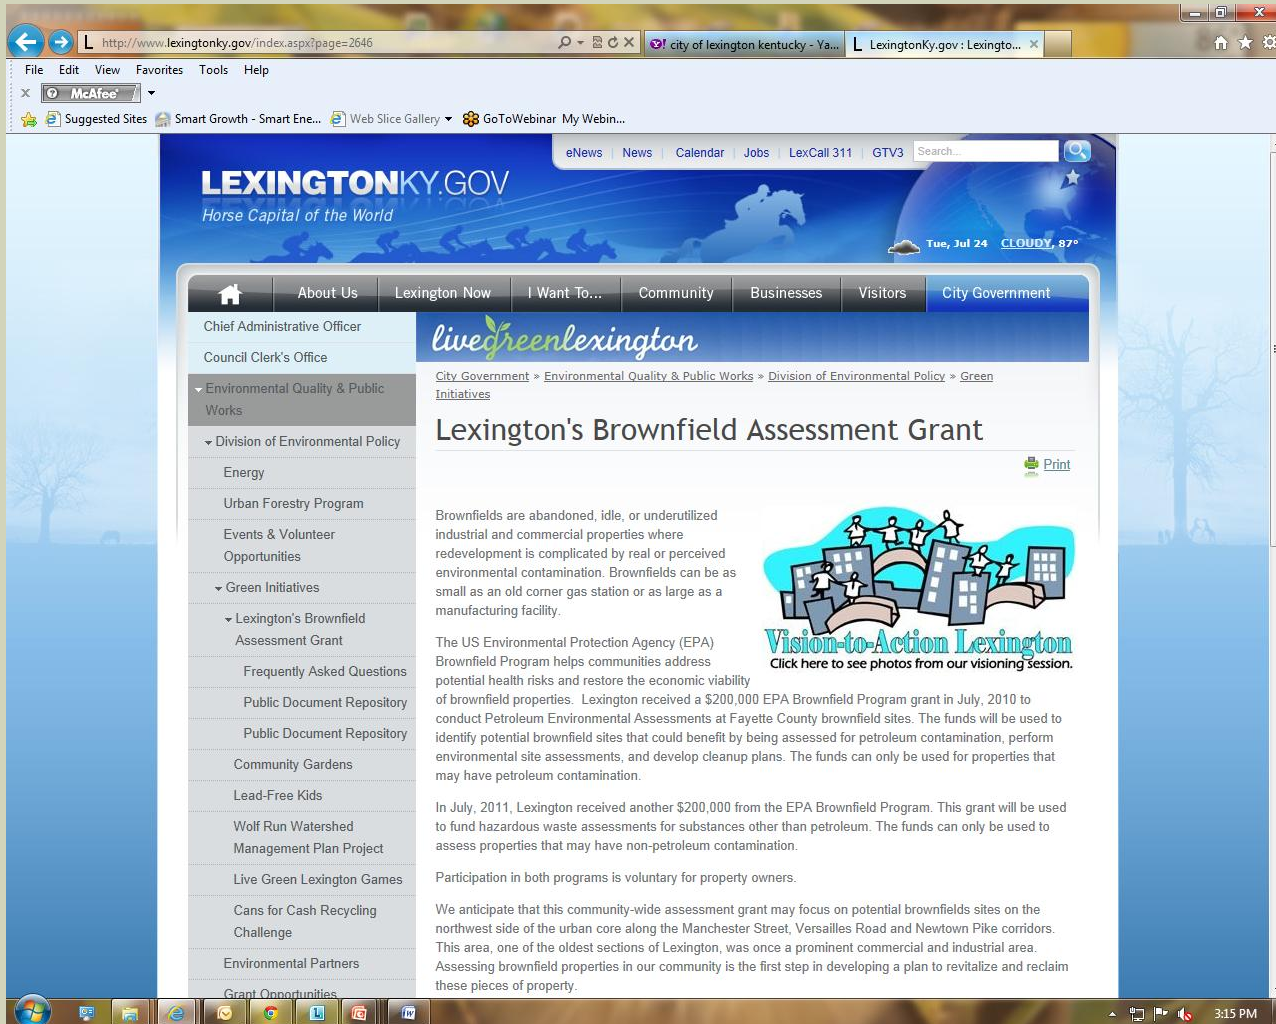 http://www.lexingtonky.gov/index.aspx?page=2646
city of lexington kentucky - Ya...
LexingtonKy.gov : Lexingto...
File Edit View Favorites Tools Help
x McAfee
Suggested Sites Smart Growth - Smart Ene... Web Slice Gallery GoToWebinar My Webin...
eNews | News | Calendar | Jobs | LexCall 311 | GTV3 Search...
LEXINGTONKY.GOV
Horse Capital of the World
Tue, Jul 24 CLOUDY, 87°
About Us Lexington Now I Want To... Community Businesses Visitors City Government
Chief Administrative Officer
Council Clerk's Office
Environmental Quality & Public
Works
Division of Environmental Policy
Energy
Urban Forestry Program
Events & Volunteer
Opportunities
Green Initiatives
Lexington's Brownfield
Assessment Grant
Frequently Asked Questions
Public Document Repository
Public Document Repository
Community Gardens
Lead-Free Kids
Wolf Run Watershed
Management Plan Project
Live Green Lexington Games
Cans for Cash Recycling
Challenge
Environmental Partners
Grant Opportunities
livegreenlexington
City Government » Environmental Quality & Public Works » Division of Environmental Policy » Green
Initiatives
Lexington's Brownfield Assessment Grant
Print
Brownfields are abandoned, idle, or underutilized
industrial and commercial properties where
redevelopment is complicated by real or perceived
environmental contamination. Brownfields can be as
small as an old corner gas station or as large as a
manufacturing facility.
Vision-to-Action Lexington
Click here to see photos from our visioning session.
The US Environmental Protection Agency (EPA)
Brownfield Program helps communities address
potential health risks and restore the economic viability
of brownfield properties. Lexington received a $200,000 EPA Brownfield Program grant in July, 2010 to
conduct Petroleum Environmental Assessments at Fayette County brownfield sites. The funds will be used to
identify potential brownfield sites that could benefit by being assessed for petroleum contamination, perform
environmental site assessments, and develop cleanup plans. The funds can only be used for properties that
may have petroleum contamination.
In July, 2011, Lexington received another $200,000 from the EPA Brownfield Program. This grant will be used
to fund hazardous waste assessments for substances other than petroleum. The funds can only be used to
assess properties that may have non-petroleum contamination.
Participation in both programs is voluntary for property owners.
We anticipate that this community-wide assessment grant may focus on potential brownfields sites on the
northwest side of the urban core along the Manchester Street, Versailles Road and Newtown Pike corridors.
This area, one of the oldest sections of Lexington, was once a prominent commercial and industrial area.
Assessing brownfield properties in our community is the first step in developing a plan to revitalize and reclaim
these pieces of property.
3:15 PM